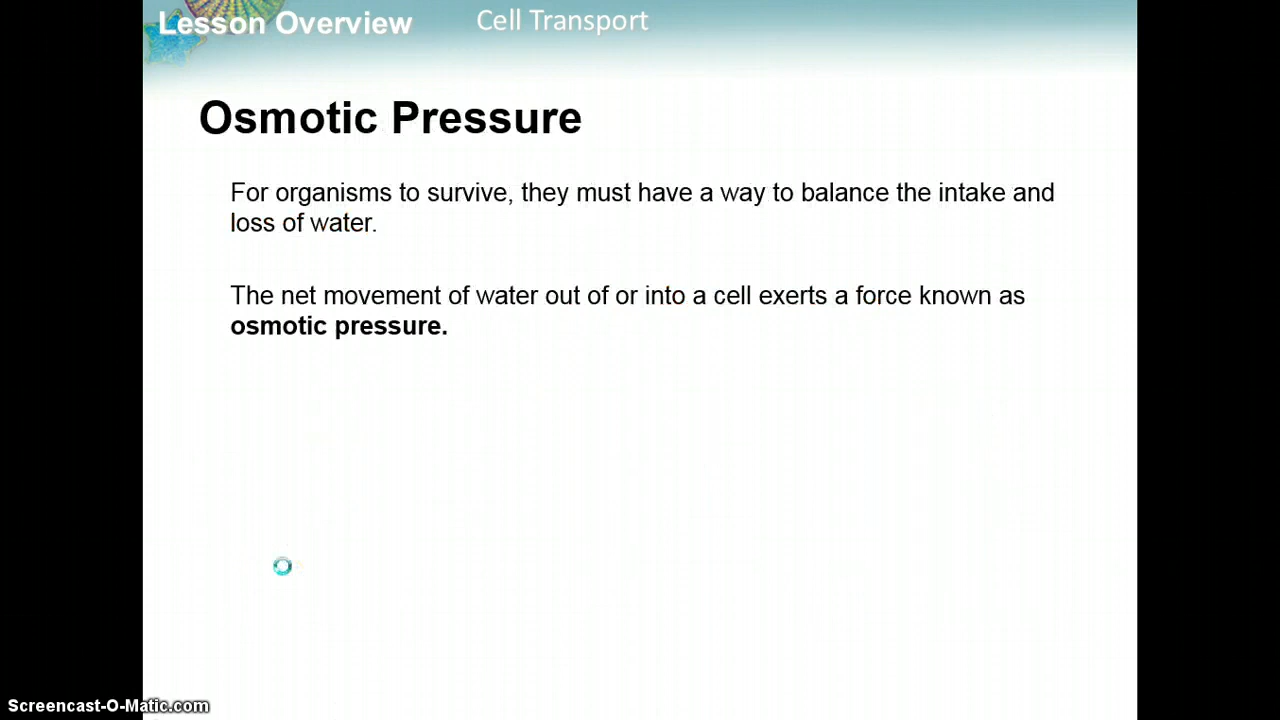 Lesson Overview
Cell Transport
Osmotic Pressure
For organisms to survive, they must have a way to balance the intake and
loss of water.
The net movement of water out of or into a cell exerts a force known as
osmotic pressure.
Screencast-O-Matic.com